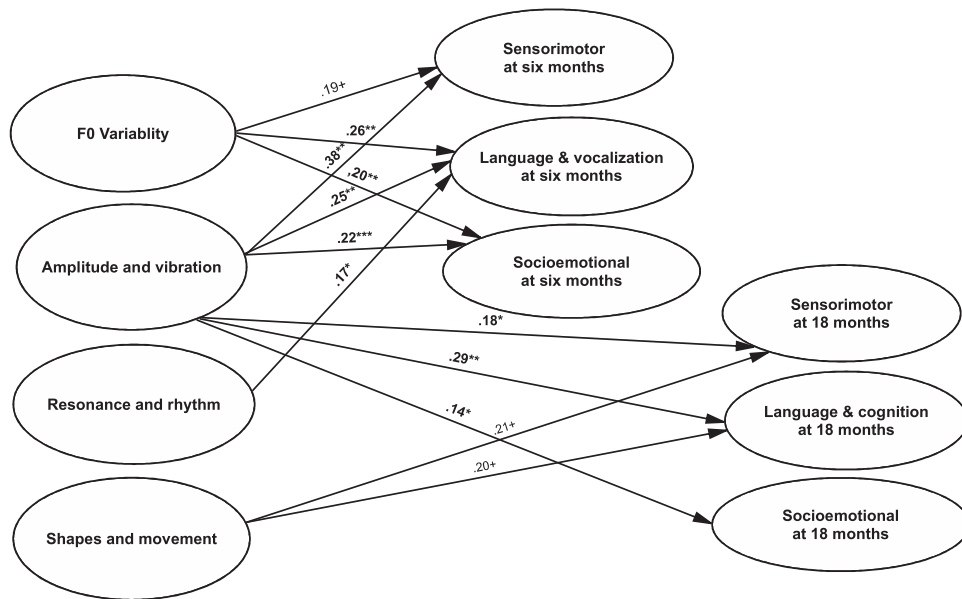 Sensorimotor
at six months
.19+
F0 Variablity
.26**
.38**
Language & vocalization
at six months
,20**
.25**
.22***
Amplitude and vibration
Socioemotional
at six months
.17*
Sensorimotor
at 18 months
.18*
.29**
Resonance and rhythm
.14*
Language & cognition
at 18 months
.21+
.20+
Shapes and movement
Socioemotional
at 18 months